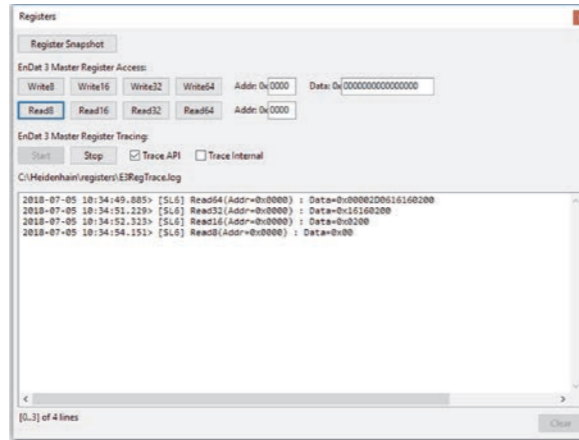 Registers
Register Snapshot
EnDat 3 Master Register Access:
Write8 Write16 Write32 Write64 Addr: 0x 0000 Data: 0x 0000000000000000
Read8 Read16 Read32 Read64 Addr: 0x 0000
EnDat 3 Master Register Tracing:
Start Stop Trace API Trace Internal
C:\Heidenhain\registers\E3RegTrace.log
2018-07-05 10:34:49.885> [SL6] Read64(Addr=0x0000) : Data=0x00002D0616160200
2018-07-05 10:34:51.229> [SL6] Read32(Addr=0x0000) : Data=0x16160200
2018-07-05 10:34:52.323> [SL6] Read16(Addr=0x0000) : Data=0x0200
2018-07-05 10:34:54.151> [SL6] Read8(Addr=0x0000) : Data=0x00
[0..3] of 4 lines
Clear